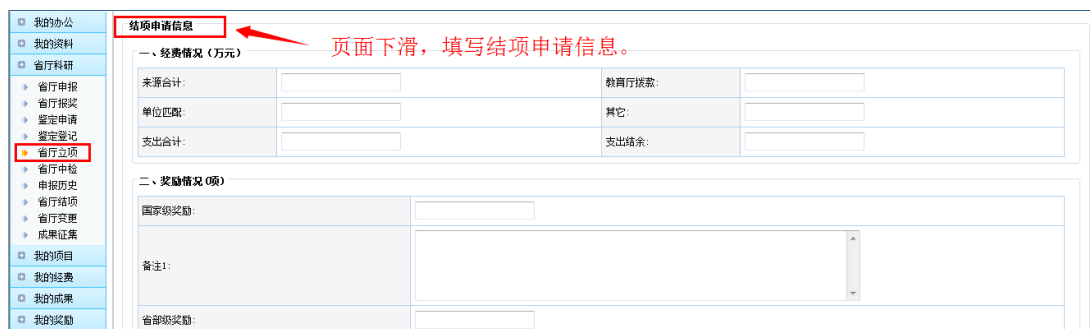 我的办公
我的资料
省厅科研
省厅申报
省厅报奖
鉴定申请
鉴定登记
省厅立项
省厅中检
申报历史
省厅结项
省厅变更
成果征集
我的项目
我的经费
我的成果
我的奖励
结项申请信息
页面下滑，填写结项申请信息。
一、经费情况（万元）
来源合计:
教育厅拨款:
单位匹配:
其它:
支出合计:
支出结余:
二、奖励情况(项)
国家级奖励:
备注1:
省部级奖励: